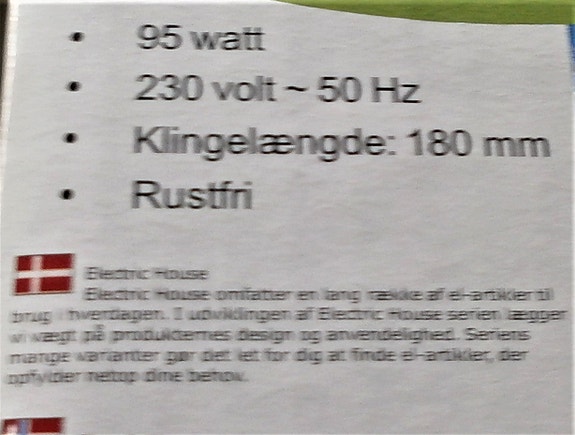 • 95 watt
• 230 volt ~ 50 Hz
• Klingelængde: 180 mm
• Rustfri
Electric House
Electric House omfatter en lang række af el-artikler til
brug i hverdagen. I udviklingen af Electric House serien lægger
vi vægt på produkternes design og anvendelighed. Seriens
mange varianter gør det let for dig at finde el-artikler, der
opfylder netop dine behov.